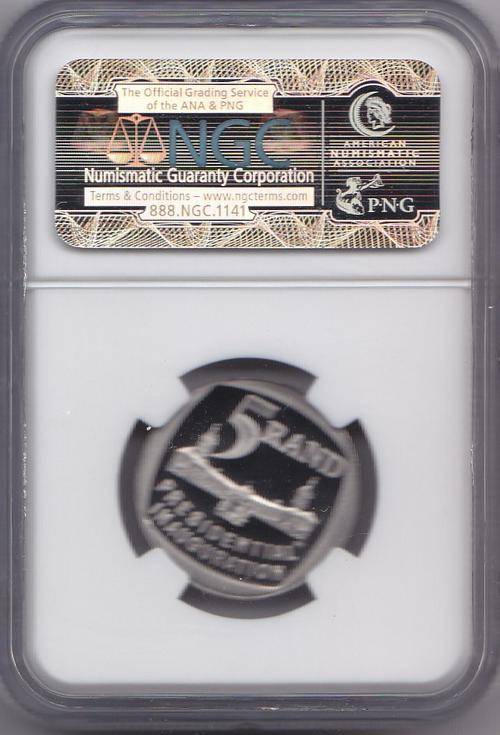 The Official Grading Service
of the ANA & PNG
NGC
Numismatic Guaranty Corporation
Terms & Conditions – www.ngcterms.com
888.NGC.1141
AMERICAN
NUMISMATIC
ASSOCIATION
P·N·G
5 RAND
PRESIDENTIAL
INAUGURATION